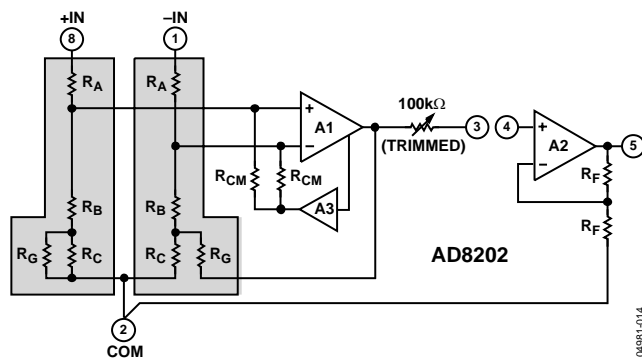 +IN
–IN
8
1
RA
RA
+
A1
–
100kΩ
(TRIMMED)
3
4
+
A2
–
5
RCM
RCM
A3
RF
RB
RB
RG
RC
RC
RG
RF
AD8202
2
COM
04981-014